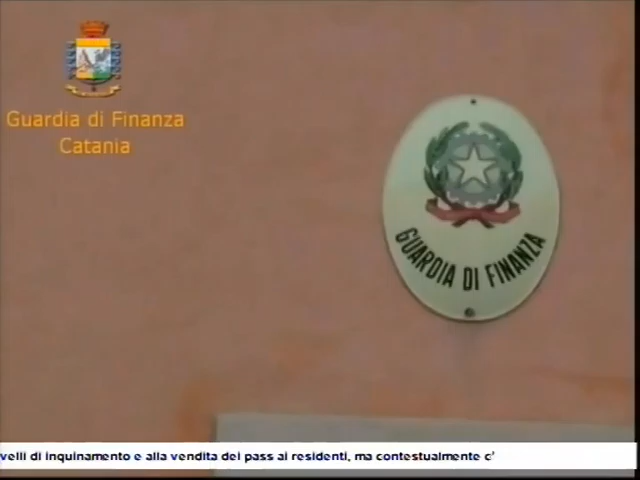 Guardia di Finanza
Catania
GUARDIA DI FINANZA
velli di inquinamento e alla vendita dei pass ai residenti, ma contestualmente c'